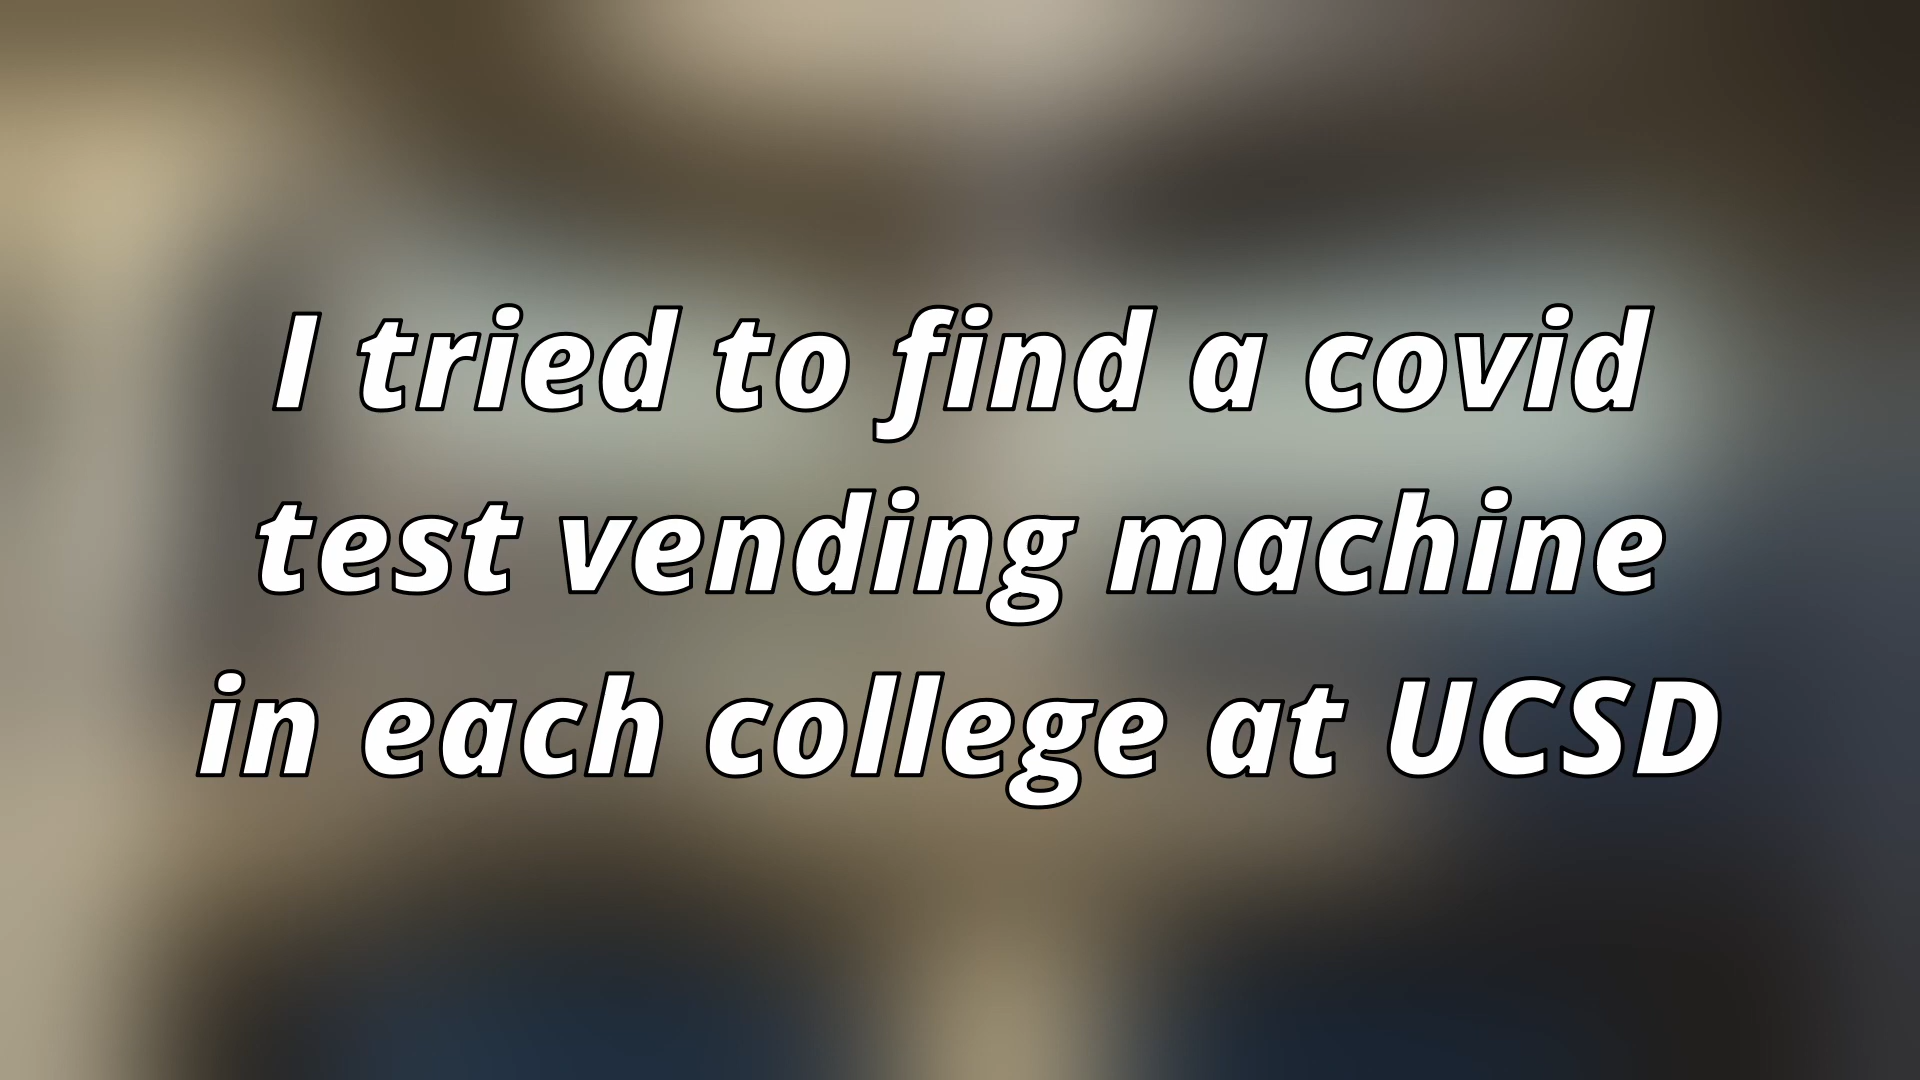 I tried to find a covid
test vending machine
in each college at UCSD